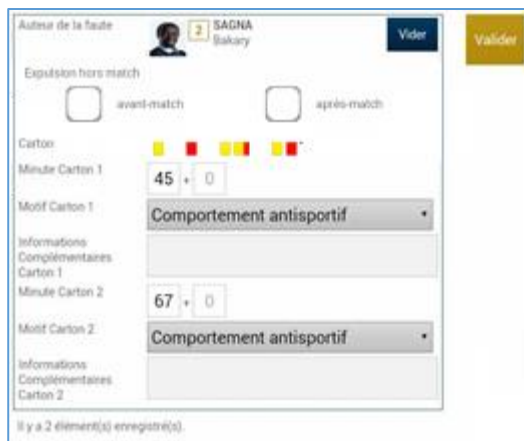 Auteur de la faute
2 SAGNA
Bakary
Vider
Valider
Expulsion hors match
avant-match
après-match
Carton
Minute Carton 1
45 + 0
Motif Carton 1
Comportement antisportif
Informations
Complémentaires
Carton 1
Minute Carton 2
67 + 0
Motif Carton 2
Comportement antisportif
Informations
Complémentaires
Carton 2
Il y a 2 élément(s) enregistré(s).